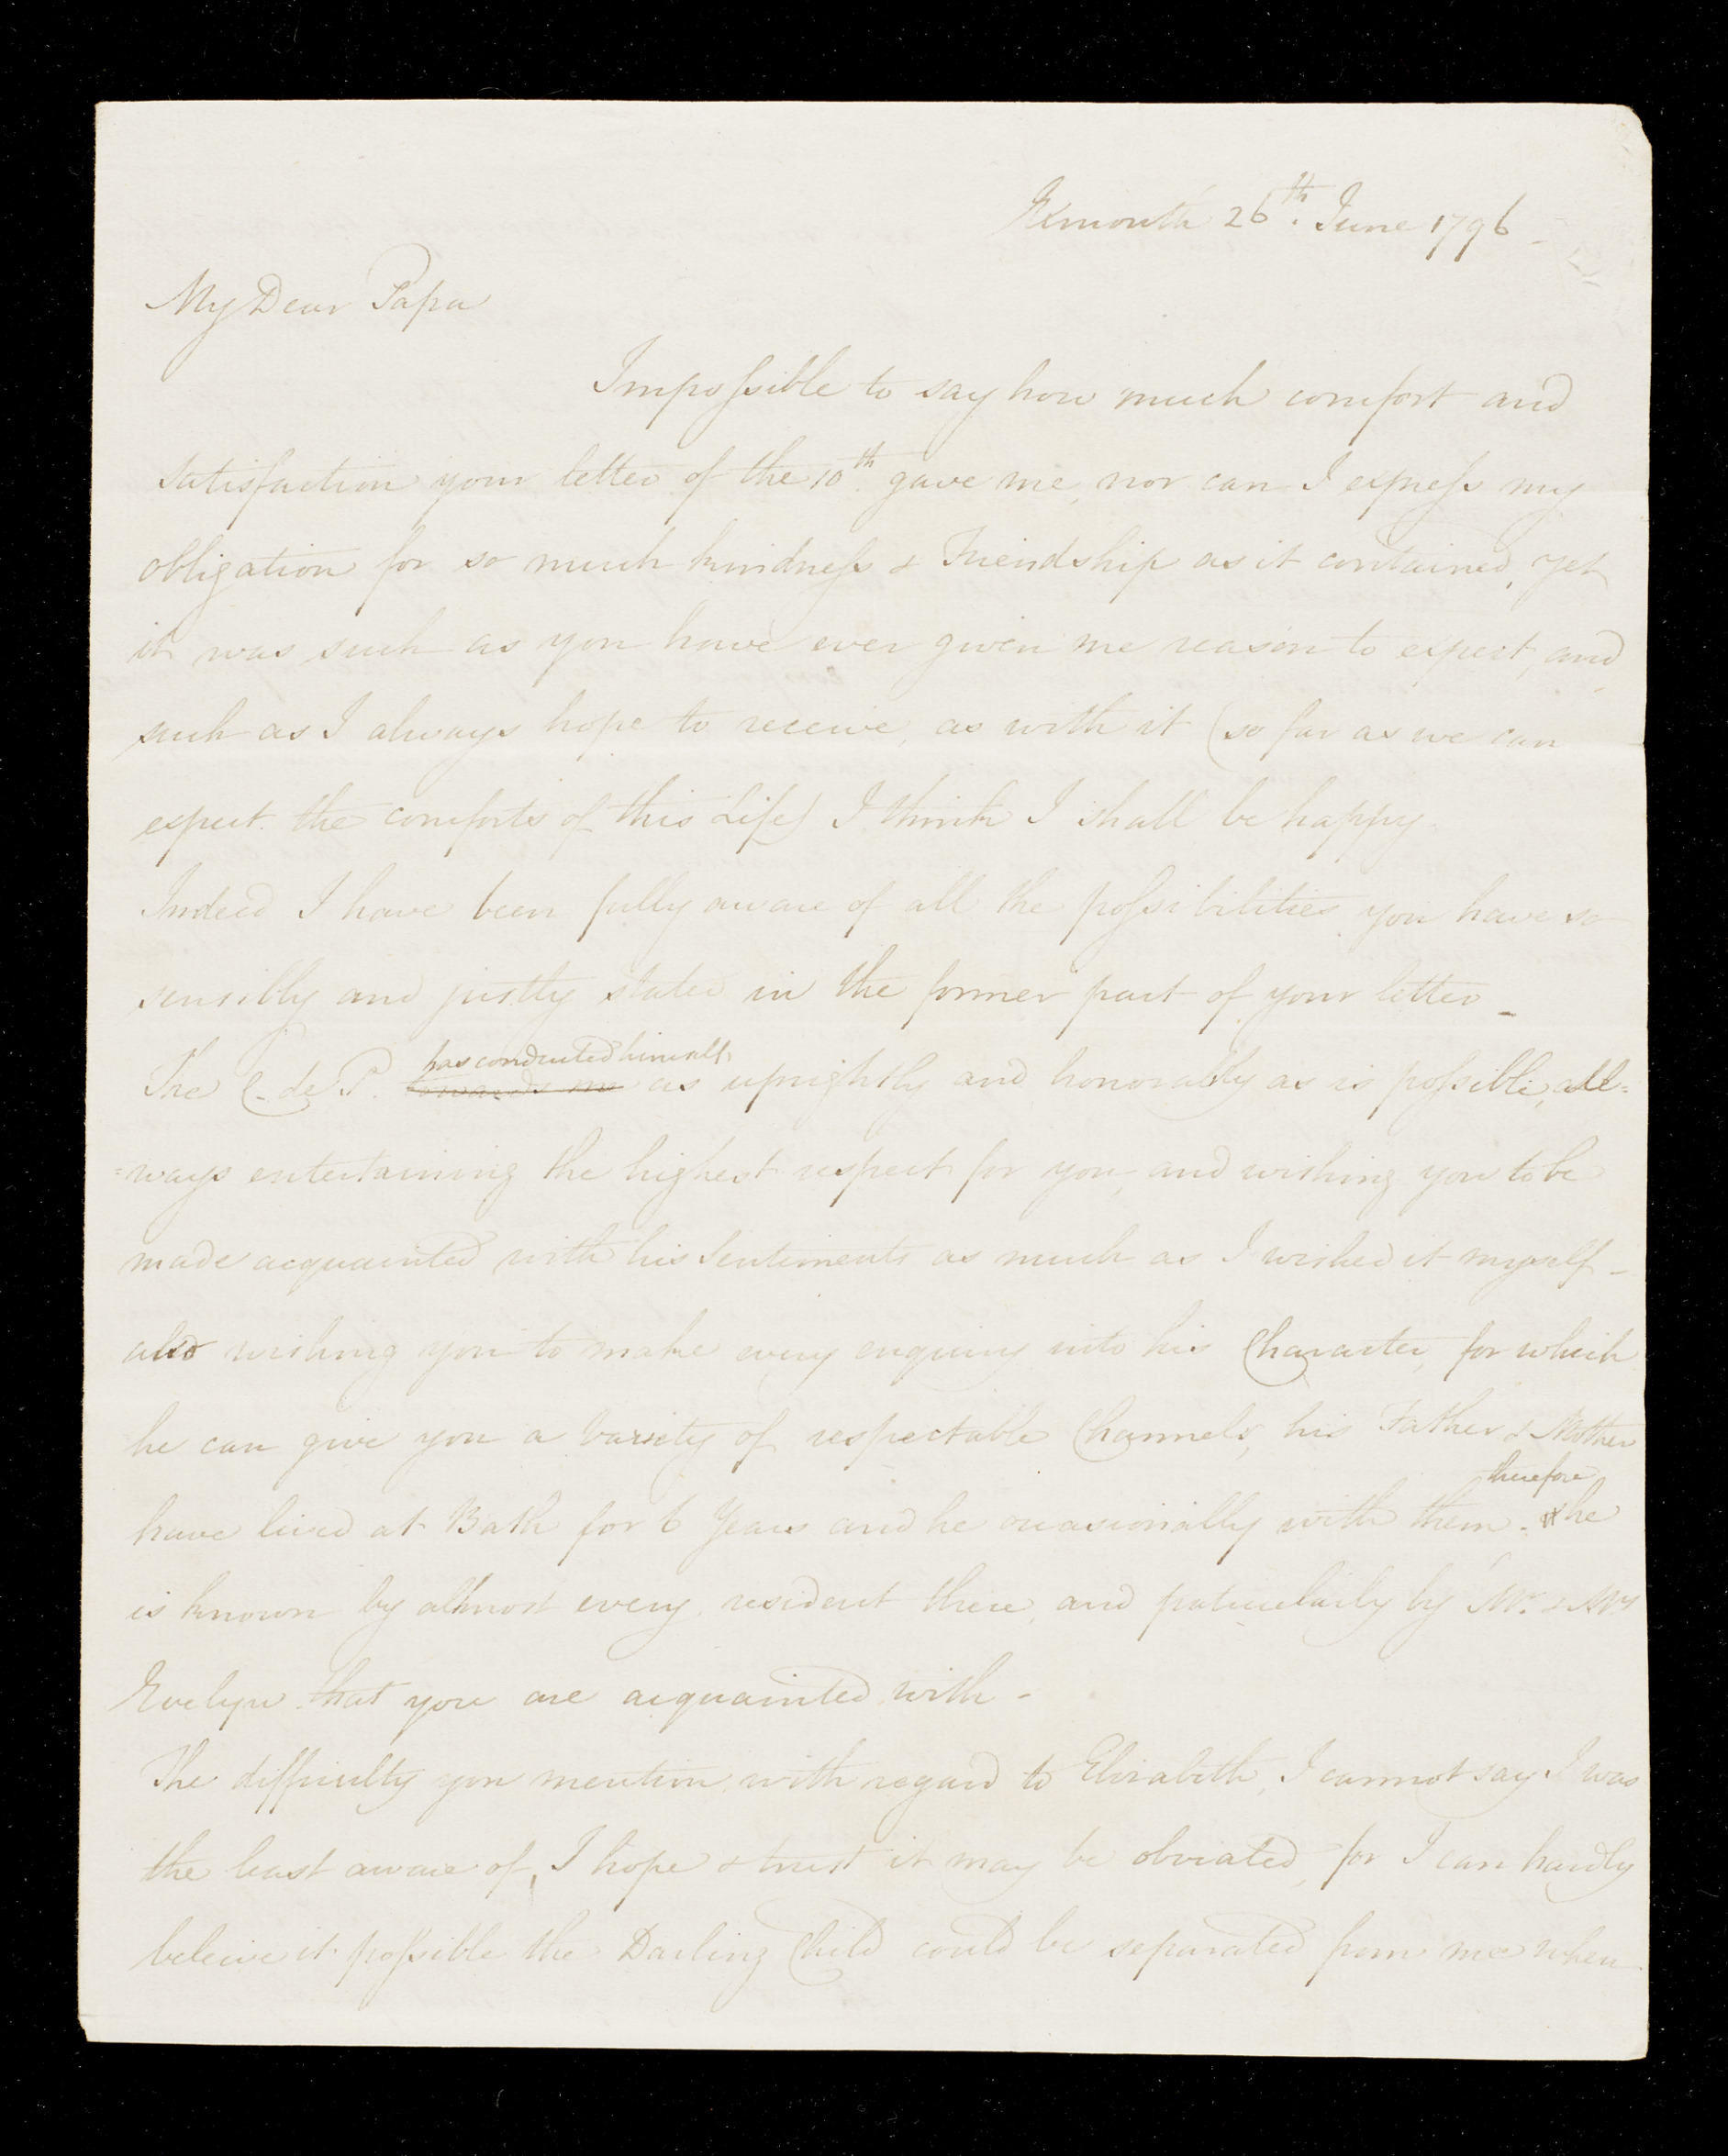 Exmouth 26th. June 1796 -
My Dear Papa
Impossible to say how much comfort and
satisfaction your letter of the 10th. gave me, nor can I express my
obligation for so much kindness & Friendship as it contained, yet
it was such as you have ever given me reason to expect, and
such as I always hope to receive, as with it (so far as we can
expect the comforts of this Life) I think I shall be happy.
Indeed I have been fully aware of all the possibilities you have so
sensibly and justly stated in the former part of your letter -
has conducted himself
The C. de P. towards me as uprightly and honorably as is possible, all=
=ways entertaining the highest respect for you, and wishing you to be
made acquainted with his Sentiments as much as I wished it myself -
also wishing you to make every enquiry into his Character, for which
he can give you a variety of respectable Channels, his Father & Mother
therefore
have lived at Bath for 6 Years and he occasionally with them. he
is known by almost every resident there, and paticularly by Mr. & Mrs
Evelyn that you are acquainted with -
The difficulty you mention with regard to Elizabeth, I cannot say I was
the least aware of, I hope & trust it may be obviated, for I can hardly
beleive it possible the Darling Child could be separated from me when